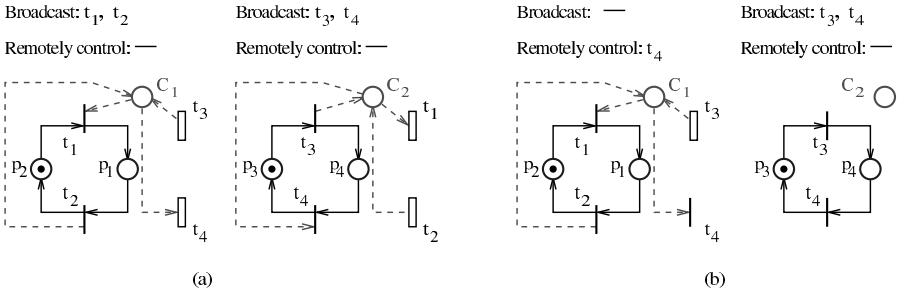 Broadcast: t1, t2
Broadcast: t3, t4
Broadcast: —
Broadcast: t3, t4
Remotely control: —
Remotely control: —
Remotely control: t4
Remotely control: —
C1
t3
t1
p2
p1
t2
t4
C2
t1
t3
p3
p4
t4
t2
C1
t3
t1
p2
p1
t2
t4
C2
t3
p3
p4
t4
(a)
(b)